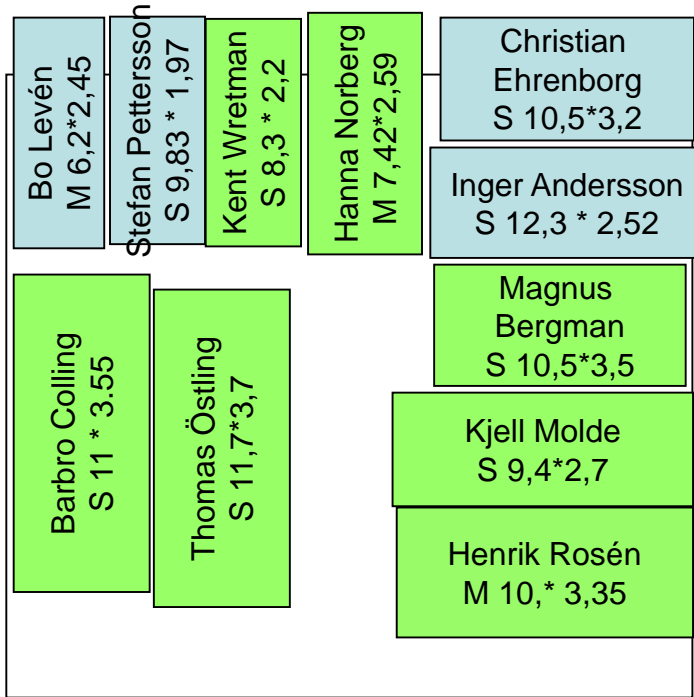 Bo Levén
M 6,2*2,45
Stefan Pettersson
S 9,83 * 1,97
Kent Wretman
S 8,3 * 2,2
Hanna Norberg
M 7,42*2,59
Christian
Ehrenborg
S 10,5*3,2
Inger Andersson
S 12,3 * 2,52
Magnus
Bergman
S 10,5*3,5
Kjell Molde
S 9,4*2,7
Henrik Rosén
M 10,* 3,35
Barbro Colling
S 11 * 3.55
Thomas Östling
S 11,7*3,7